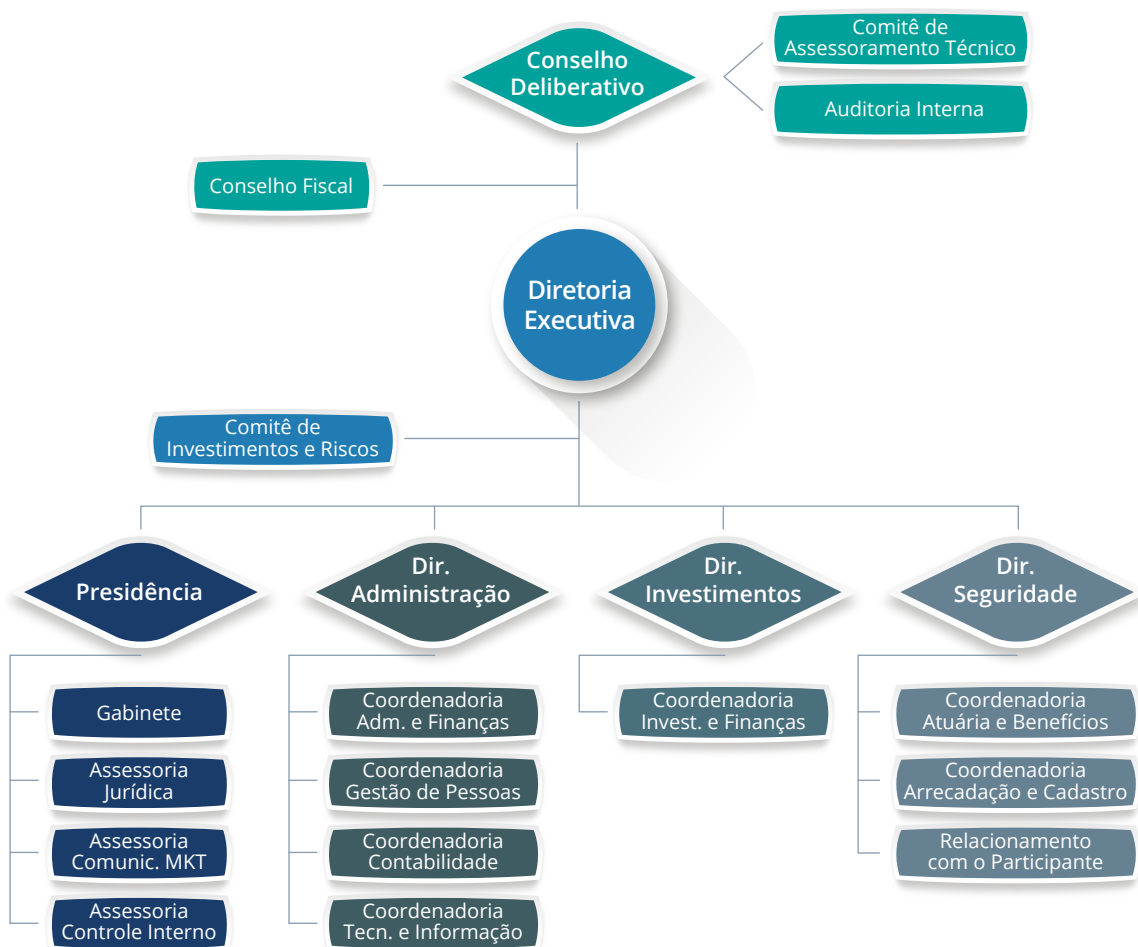 Conselho
Deliberativo
Comitê de
Assessoramento Técnico
Auditoria Interna
Conselho Fiscal
Diretoria
Executiva
Comitê de
Investimentos e Riscos
Presidência
Gabinete
Assessoria
Jurídica
Assessoria
Comunic. MKT
Assessoria
Controle Interno
Dir.
Administração
Coordenadoria
Adm. e Finanças
Coordenadoria
Gestão de Pessoas
Coordenadoria
Contabilidade
Coordenadoria
Tecn. e Informação
Dir.
Investimentos
Coordenadoria
Invest. e Finanças
Dir.
Seguridade
Coordenadoria
Atuária e Benefícios
Coordenadoria
Arrecadação e Cadastro
Relacionamento
com o Participante